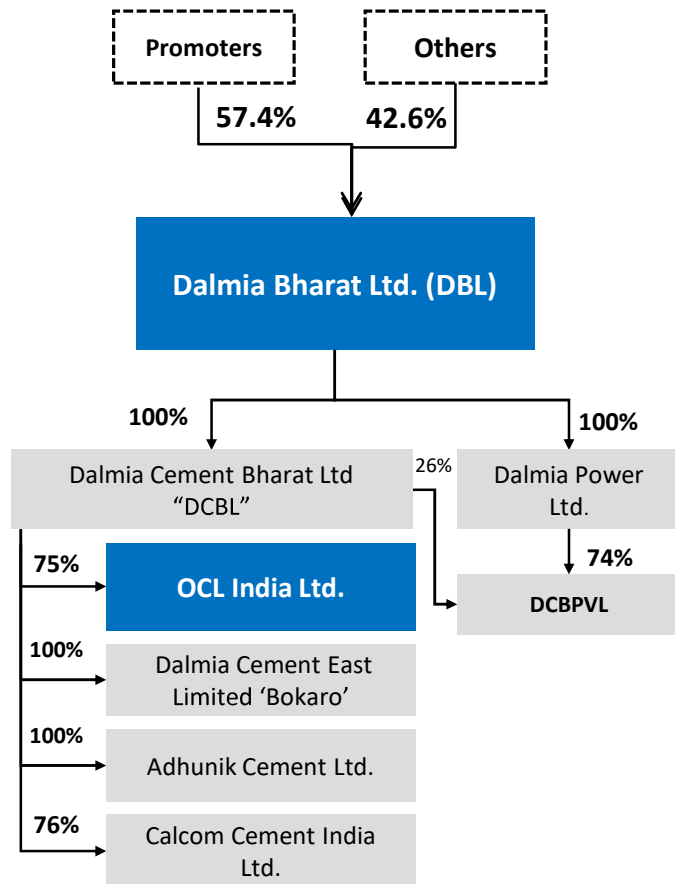 Promoters
Others
57.4%
42.6%
Dalmia Bharat Ltd. (DBL)
100%
100%
Dalmia Cement Bharat Ltd
“DCBL”
26%
Dalmia Power
Ltd.
75%
OCL India Ltd.
74%
DCBPVL
100%
Dalmia Cement East
Limited ‘Bokaro’
100%
Adhunik Cement Ltd.
76%
Calcom Cement India
Ltd.